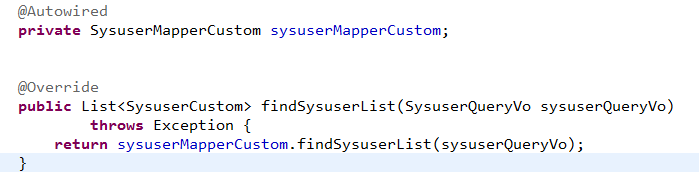 @Autowired
private SysuserMapperCustom sysuserMapperCustom;
@Override
public List<SysuserCustom> findSysuserList(SysuserQueryVo sysuserQueryVo)
throws Exception {
return sysuserMapperCustom.findSysuserList(sysuserQueryVo);
}